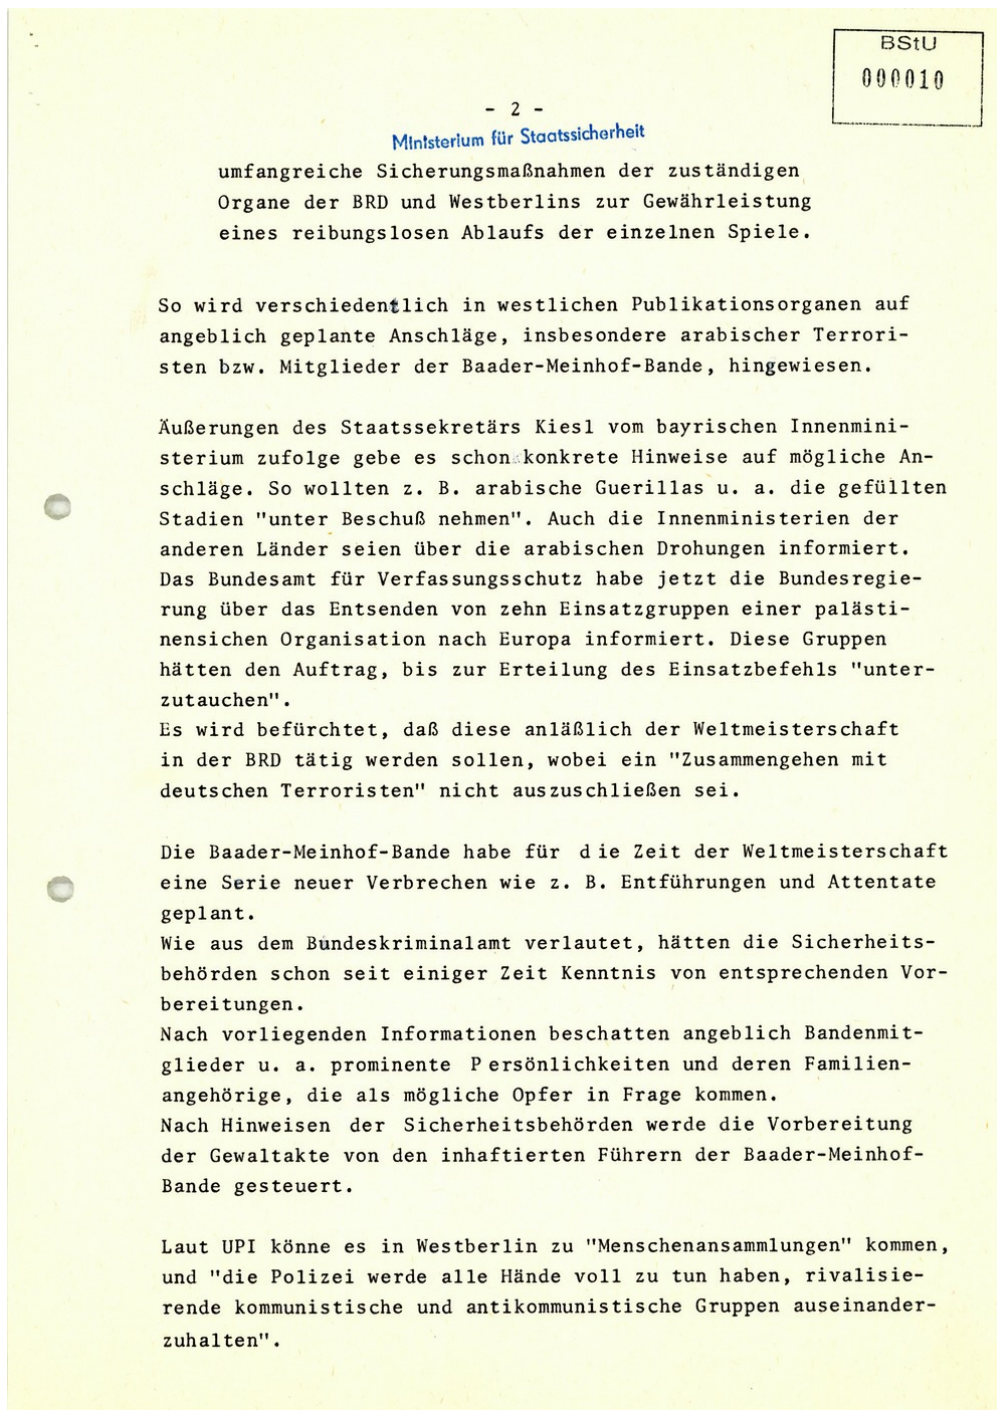 BStU
000010
- 2 -
Ministerium für Staatssicherheit
umfangreiche Sicherungsmaßnahmen der zuständigen
Organe der BRD und Westberlins zur Gewährleistung
eines reibungslosen Ablaufs der einzelnen Spiele.
So wird verschiedentlich in westlichen Publikationsorganen auf
angeblich geplante Anschläge, insbesondere arabischer Terrori-
sten bzw. Mitglieder der Baader-Meinhof-Bande, hingewiesen.
Äußerungen des Staatssekretärs Kiesl vom bayrischen Innenmini-
sterium zufolge gebe es schon konkrete Hinweise auf mögliche An-
schläge. So wollten z. B. arabische Guerillas u. a. die gefüllten
Stadien "unter Beschuß nehmen". Auch die Innenministerien der
anderen Länder seien über die arabischen Drohungen informiert.
Das Bundesamt für Verfassungsschutz habe jetzt die Bundesregie-
rung über das Entsenden von zehn Einsatzgruppen einer palästi-
nensichen Organisation nach Europa informiert. Diese Gruppen
hätten den Auftrag, bis zur Erteilung des Einsatzbefehls "unter-
zutauchen".
Es wird befürchtet, daß diese anläßlich der Weltmeisterschaft
in der BRD tätig werden sollen, wobei ein "Zusammengehen mit
deutschen Terroristen" nicht auszuschließen sei.
Die Baader-Meinhof-Bande habe für d ie Zeit der Weltmeisterschaft
eine Serie neuer Verbrechen wie z. B. Entführungen und Attentate
geplant.
Wie aus dem Bundeskriminalamt verlautet, hätten die Sicherheits-
behörden schon seit einiger Zeit Kenntnis von entsprechenden Vor-
bereitungen.
Nach vorliegenden Informationen beschatten angeblich Bandenmit-
glieder u. a. prominente P ersönlichkeiten und deren Familien-
angehörige, die als mögliche Opfer in Frage kommen.
Nach Hinweisen der Sicherheitsbehörden werde die Vorbereitung
der Gewaltakte von den inhaftierten Führern der Baader-Meinhof-
Bande gesteuert.
Laut UPI könne es in Westberlin zu "Menschenansammlungen" kommen,
und "die Polizei werde alle Hände voll zu tun haben, rivalisie-
rende kommunistische und antikommunistische Gruppen auseinander-
zuhalten".